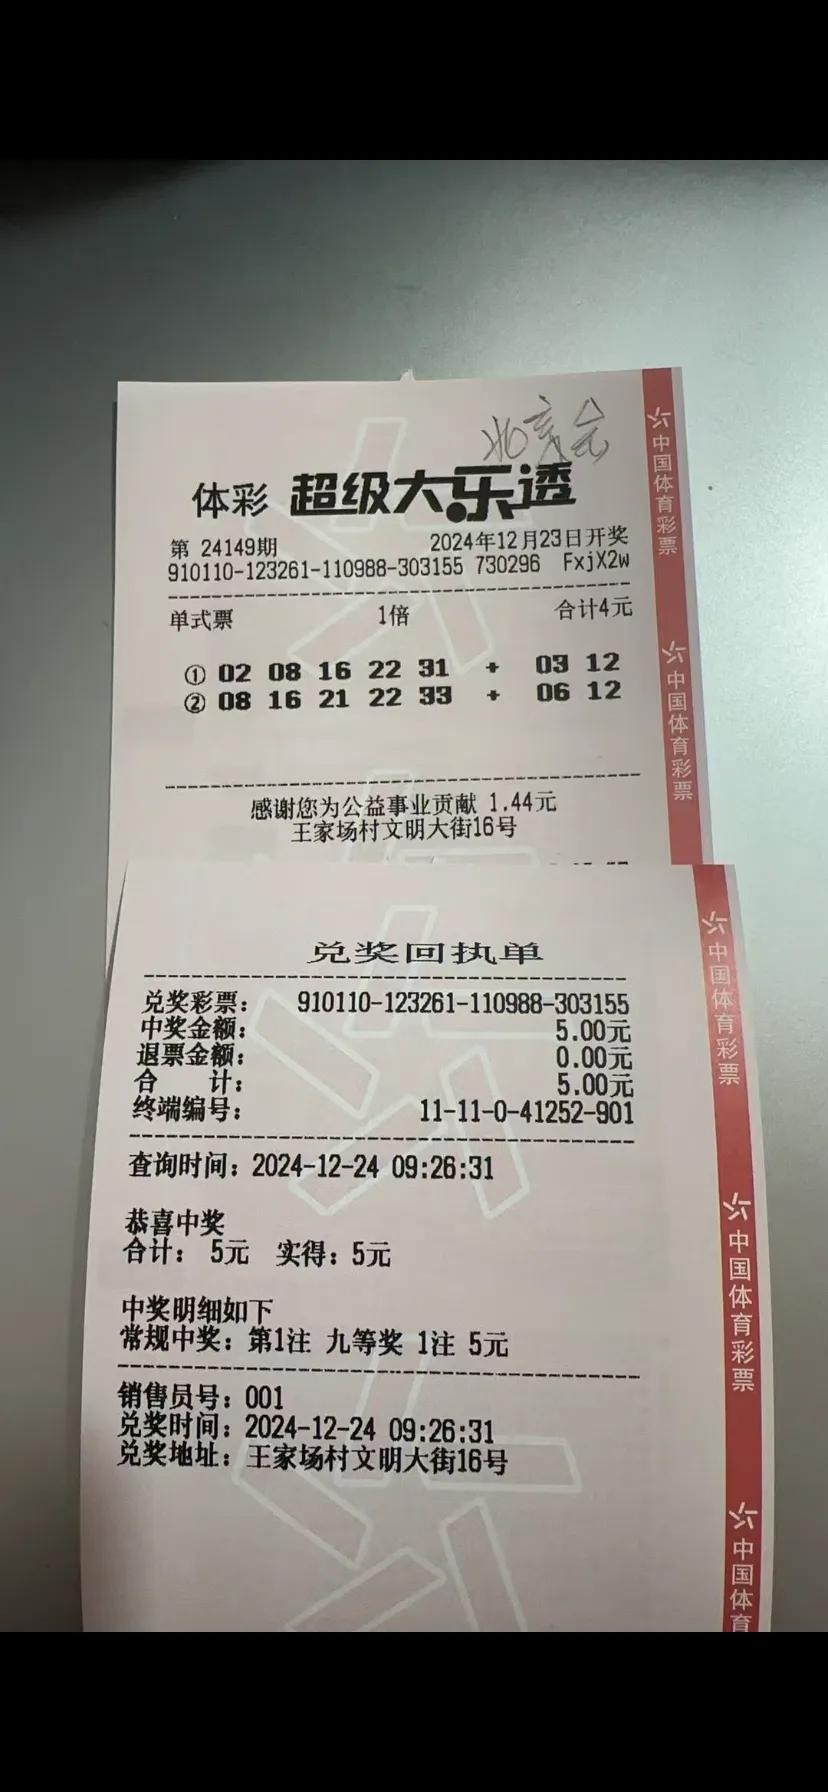 北京会
体彩 超级大乐透
第 24149期 2024年12月23日开奖
910110-123261-110988-303155 730296 FxjX2w
单式票 1倍 合计4元
① 02 08 16 22 31 + 03 12
② 08 16 21 22 33 + 06 12
感谢您为公益事业贡献 1.44元
王家场村文明大街16号
兑奖回执单
兑奖彩票: 910110-123261-110988-303155
中奖金额: 5.00元
退票金额: 0.00元
合 计: 5.00元
终端编号: 11-11-0-41252-901
查询时间: 2024-12-24 09:26:31
恭喜中奖
合计: 5元 实得: 5元
中奖明细如下
常规中奖: 第1注 九等奖 1注 5元
销售员号: 001
兑奖时间: 2024-12-24 09:26:31
兑奖地址: 王家场村文明大街16号
中国体育彩票
中国体育彩票
中国体育彩票
中国体育彩票
中国体育